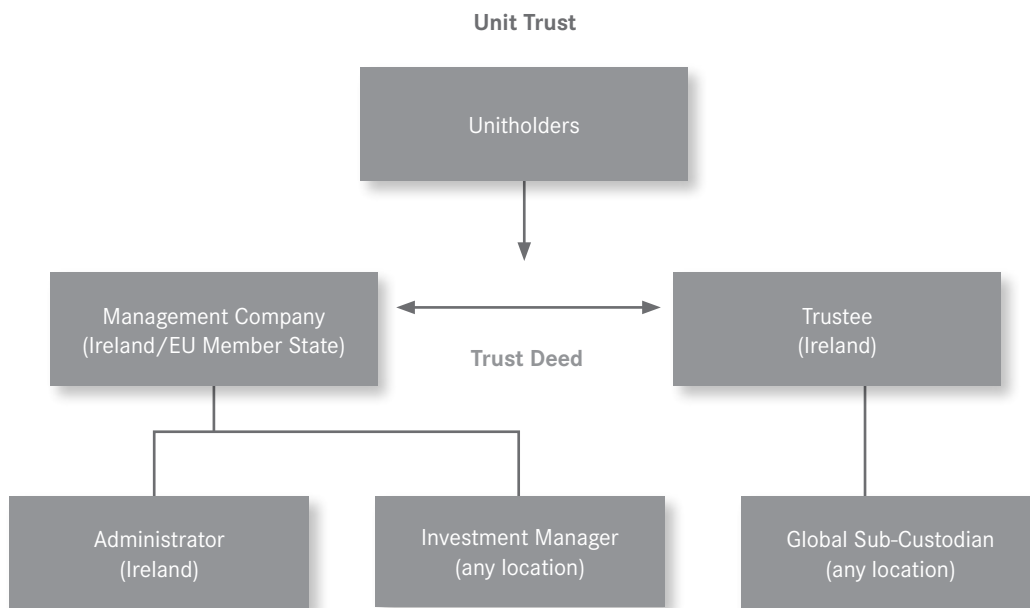 Unit Trust
Unitholders
Management Company
(Ireland/EU Member State)
Trust Deed
Trustee
(Ireland)
Administrator
(Ireland)
Investment Manager
(any location)
Global Sub-Custodian
(any location)